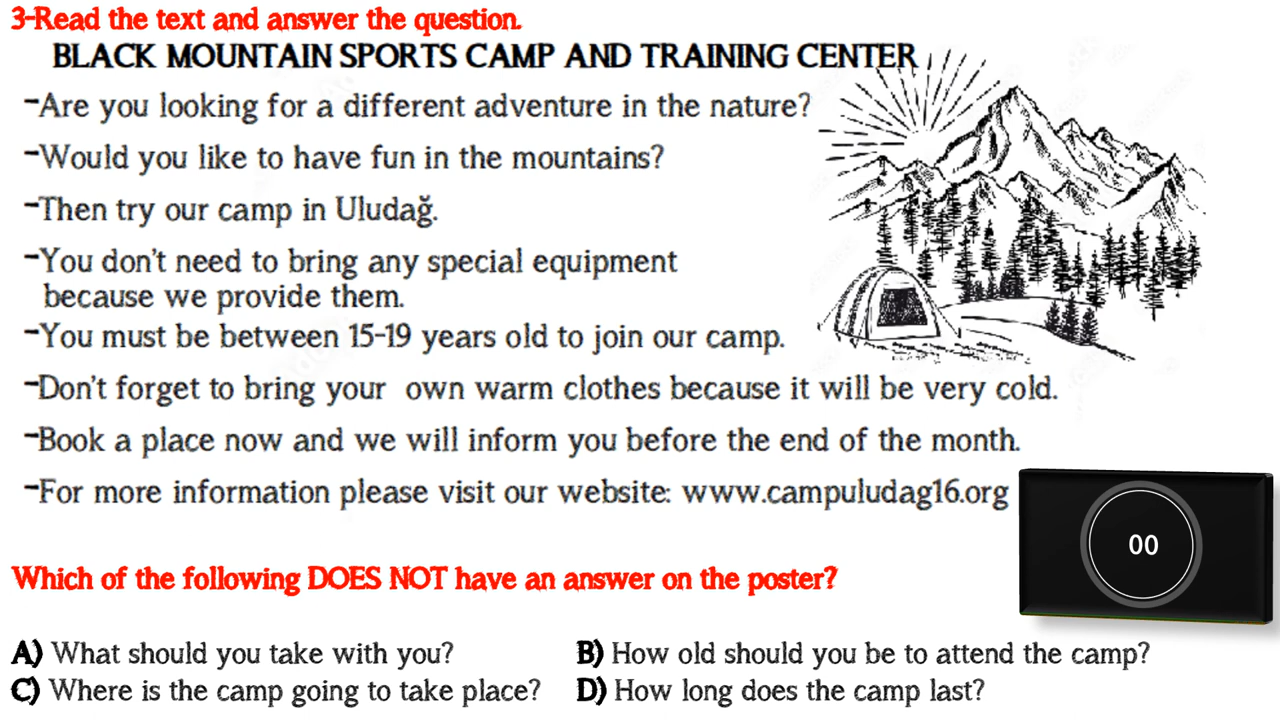 3-Read the text and answer the question.
BLACK MOUNTAIN SPORTS CAMP AND TRAINING CENTER
-Are you looking for a different adventure in the nature?
-Would you like to have fun in the mountains?
-Then try our camp in Uludağ.
-You don't need to bring any special equipment
because we provide them.
-You must be between 15-19 years old to join our camp.
-Don't forget to bring your own warm clothes because it will be very cold.
-Book a place now and we will inform you before the end of the month.
-For more information please visit our website: www.campuludag16.org
00
Which of the following DOES NOT have an answer on the poster?
A) What should you take with you?
B) How old should you be to attend the camp?
C) Where is the camp going to take place?
D) How long does the camp last?